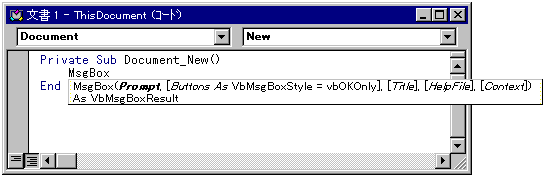 文書 1 - ThisDocument (コード)
Document New
Private Sub Document_New()
MsgBox
End
MsgBox(Prompt, [Buttons As VbMsgBoxStyle = vbOKOnly], [Title], [HelpFile], [Context])
As VbMsgBoxResult